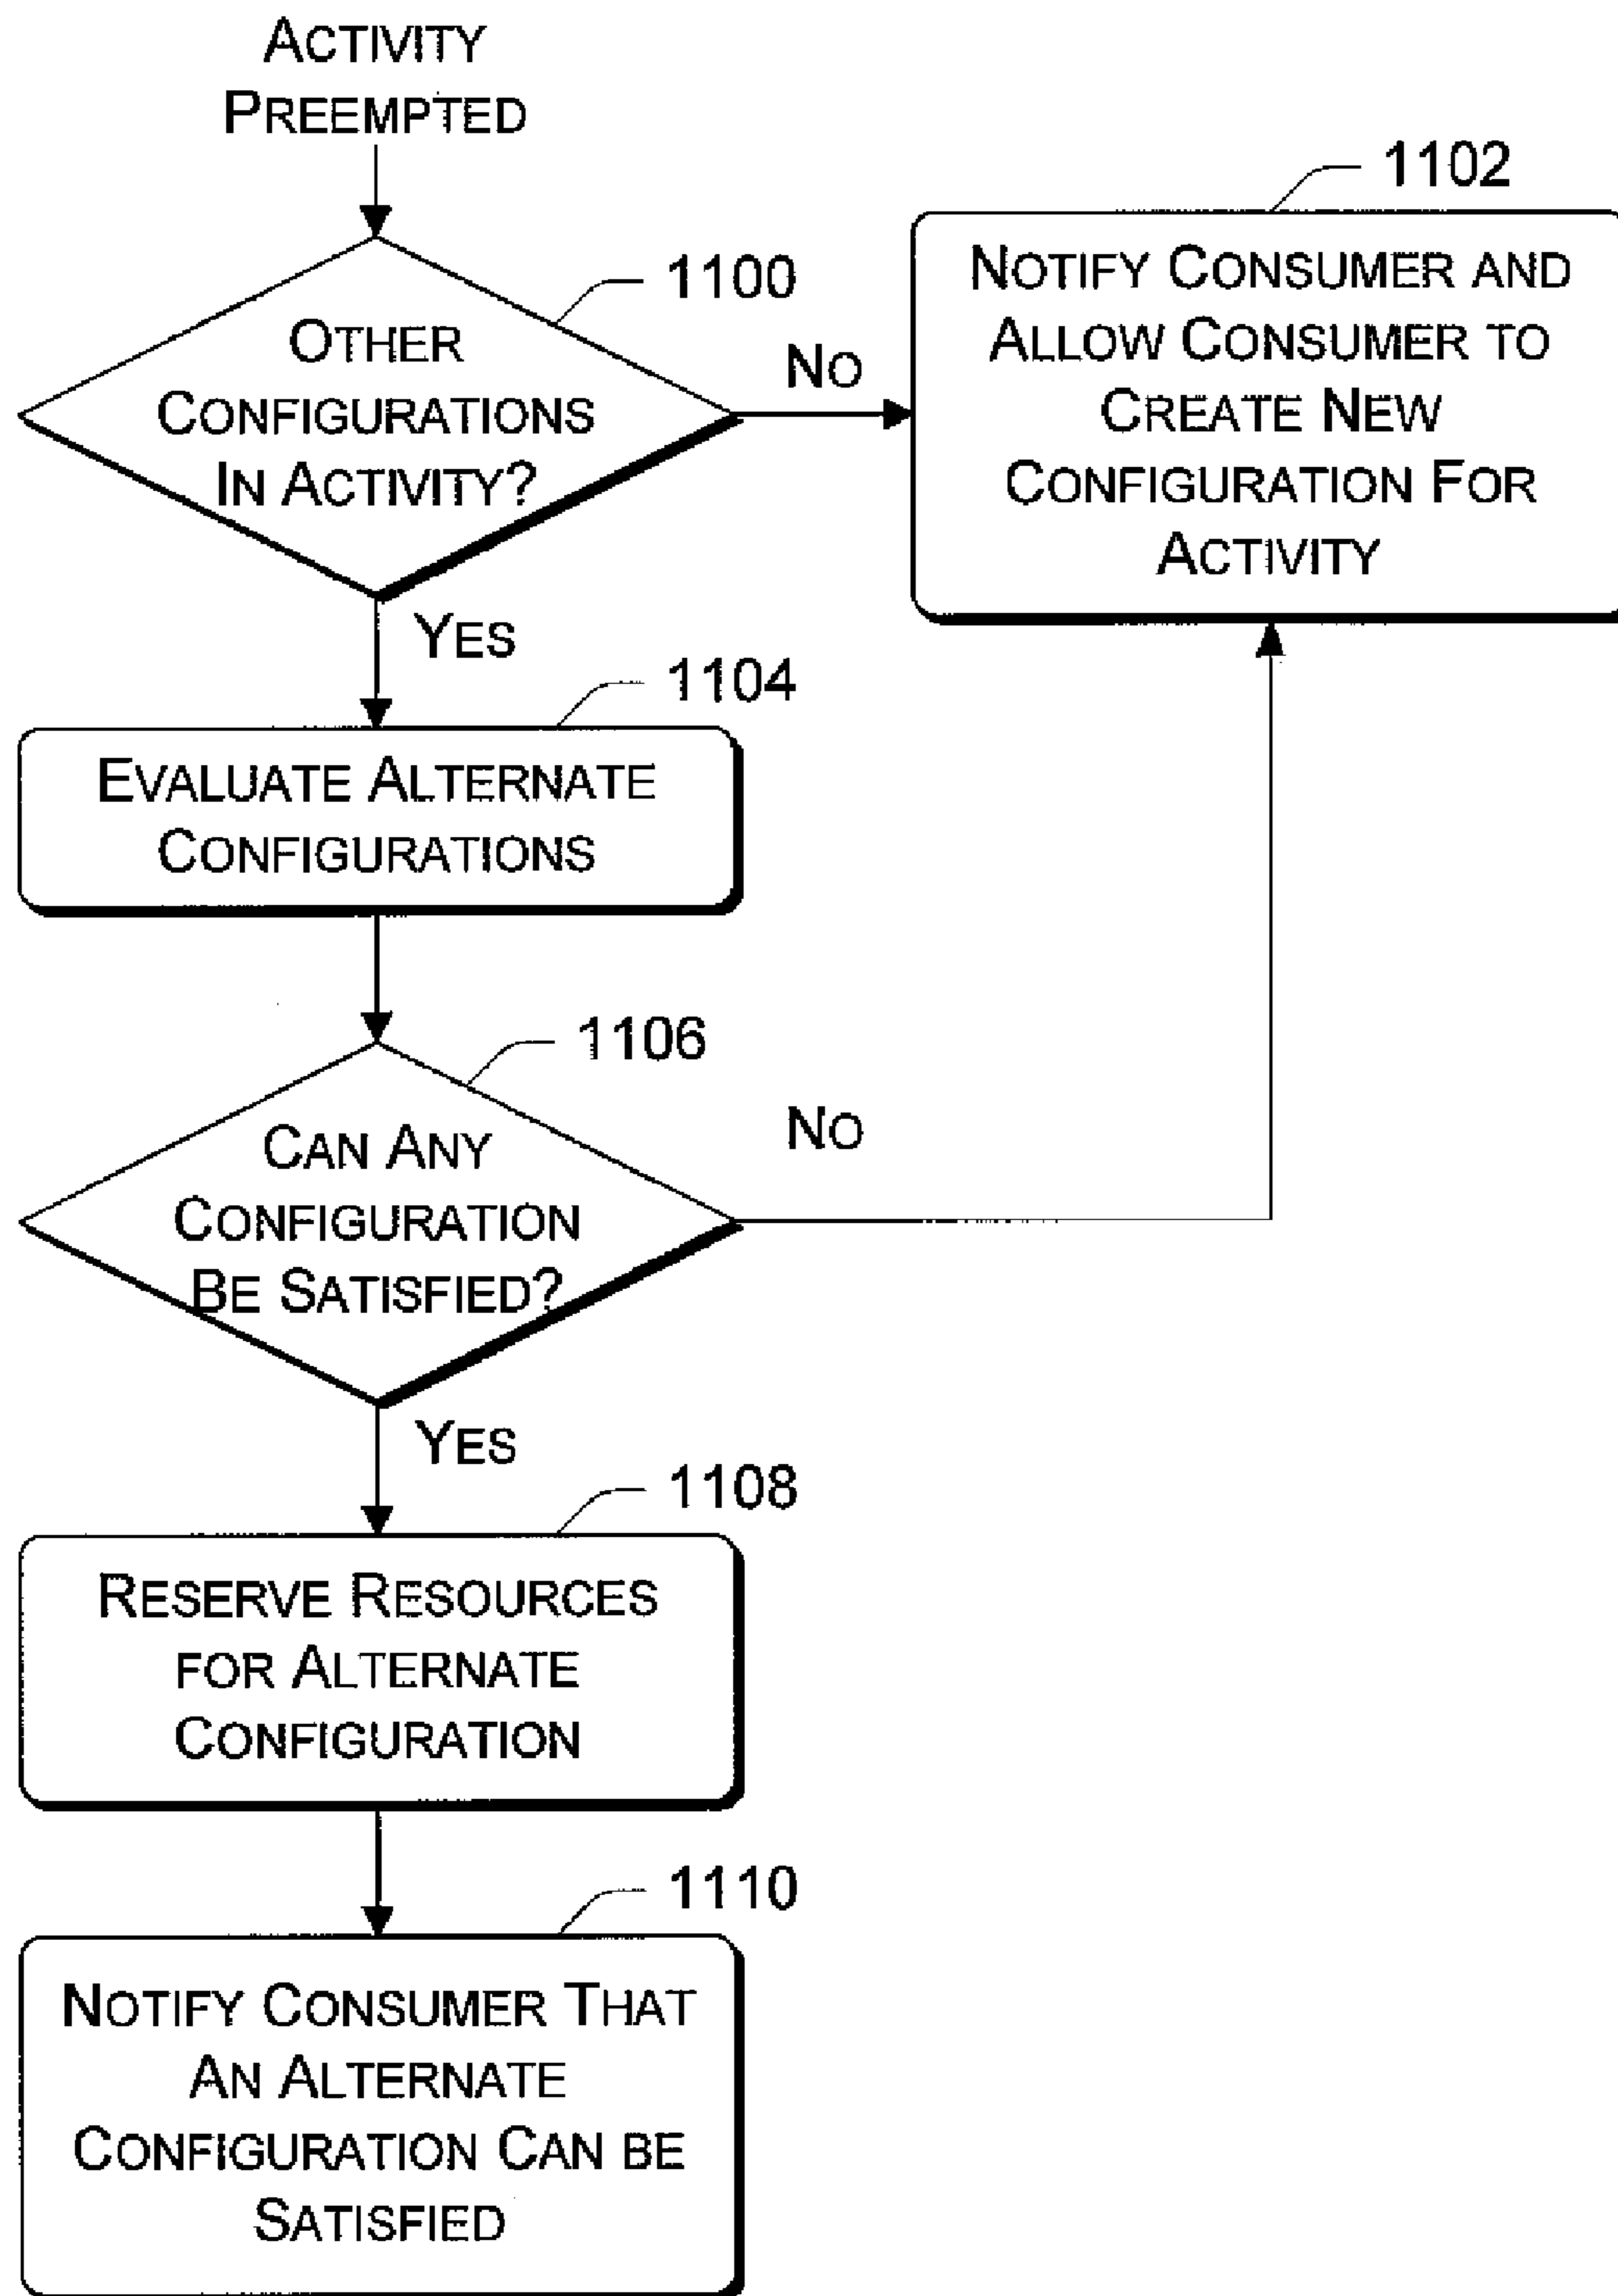 ACTIVITY
PREEMPTED
1100
OTHER
CONFIGURATIONS
IN ACTIVITY?
NO
1102
NOTIFY CONSUMER AND
ALLOW CONSUMER TO
CREATE NEW
CONFIGURATION FOR
ACTIVITY
YES
1104
EVALUATE ALTERNATE
CONFIGURATIONS
1106
CAN ANY
CONFIGURATION
BE SATISFIED?
NO
YES
1108
RESERVE RESOURCES
FOR ALTERNATE
CONFIGURATION
1110
NOTIFY CONSUMER THAT
AN ALTERNATE
CONFIGURATION CAN BE
SATISFIED